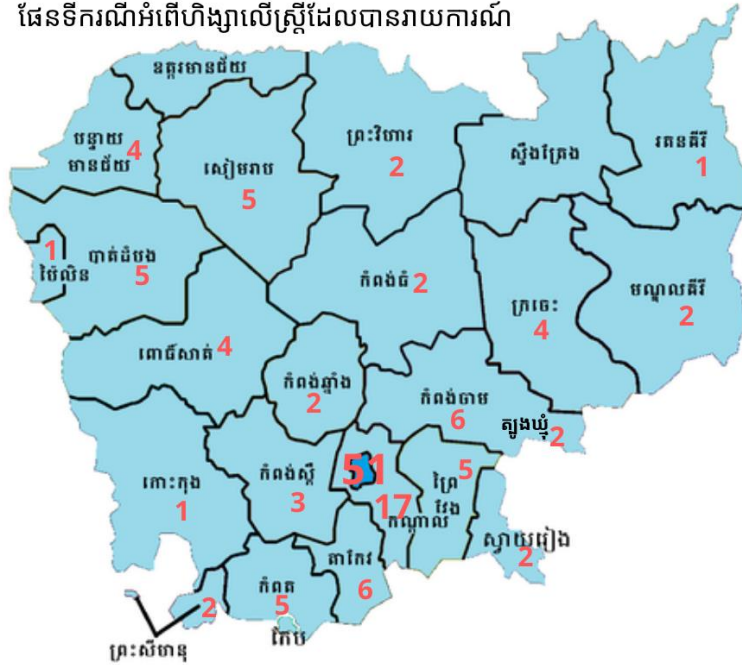 ផែនទីករណីអំពើហិង្សាលើស្ត្រីដែលបានរាយការណ៍
ឧត្តរមានជ័យ
បន្ទាយ
មានជ័យ 4
សៀមរាប
5
ព្រះវិហារ
2
ស្ទឹងត្រែង
រតនគីរី
1
1
ប៉ៃលិន
បាត់ដំបង
5
កំពង់ធំ 2
ក្រចេះ
4
មណ្ឌលគីរី
2
ពោធិ៍សាត់ 4
កំពង់ឆ្នាំង
2
កំពង់ចាម
6
ត្បូងឃ្មុំ 2
កោះកុង
1
កំពង់ស្ពឺ
3
51
17
កណ្តាល
ព្រៃ 5
វែង
ស្វាយរៀង
2
តាកែវ
6
កំពត
5
កែប
2
ព្រះសីហនុ